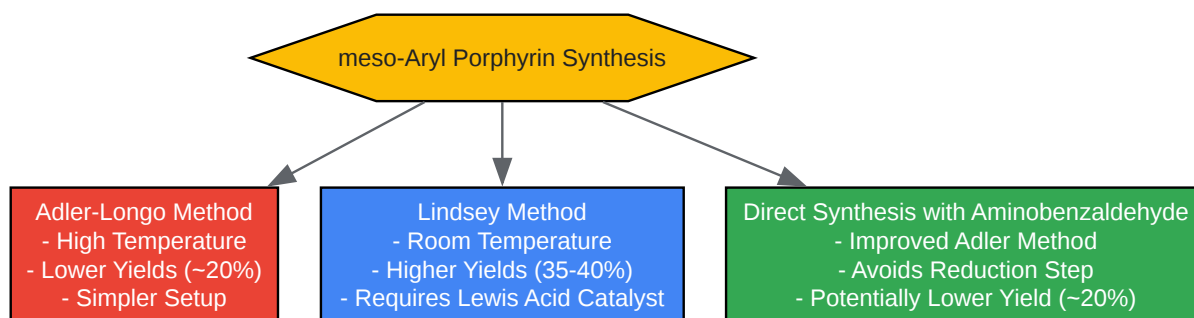 meso-Aryl Porphyrin Synthesis
Adler-Longo Method
- High Temperature
- Lower Yields (~20%)
- Simpler Setup
Lindsey Method
- Room Temperature
- Higher Yields (35-40%)
- Requires Lewis Acid Catalyst
Direct Synthesis with Aminobenzaldehyde
- Improved Adler Method
- Avoids Reduction Step
- Potentially Lower Yield (~20%)